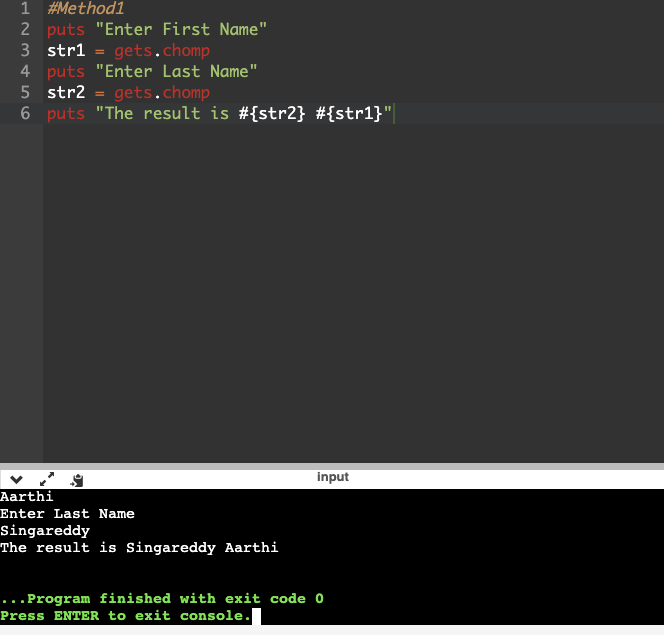 1 #Method1
2 puts "Enter First Name"
3 str1 = gets.chomp
4 puts "Enter Last Name"
5 str2 = gets.chomp
6 puts "The result is #{str2} #{str1}"
input
Aarthi
Enter Last Name
Singareddy
The result is Singareddy Aarthi
...Program finished with exit code 0
Press ENTER to exit console.